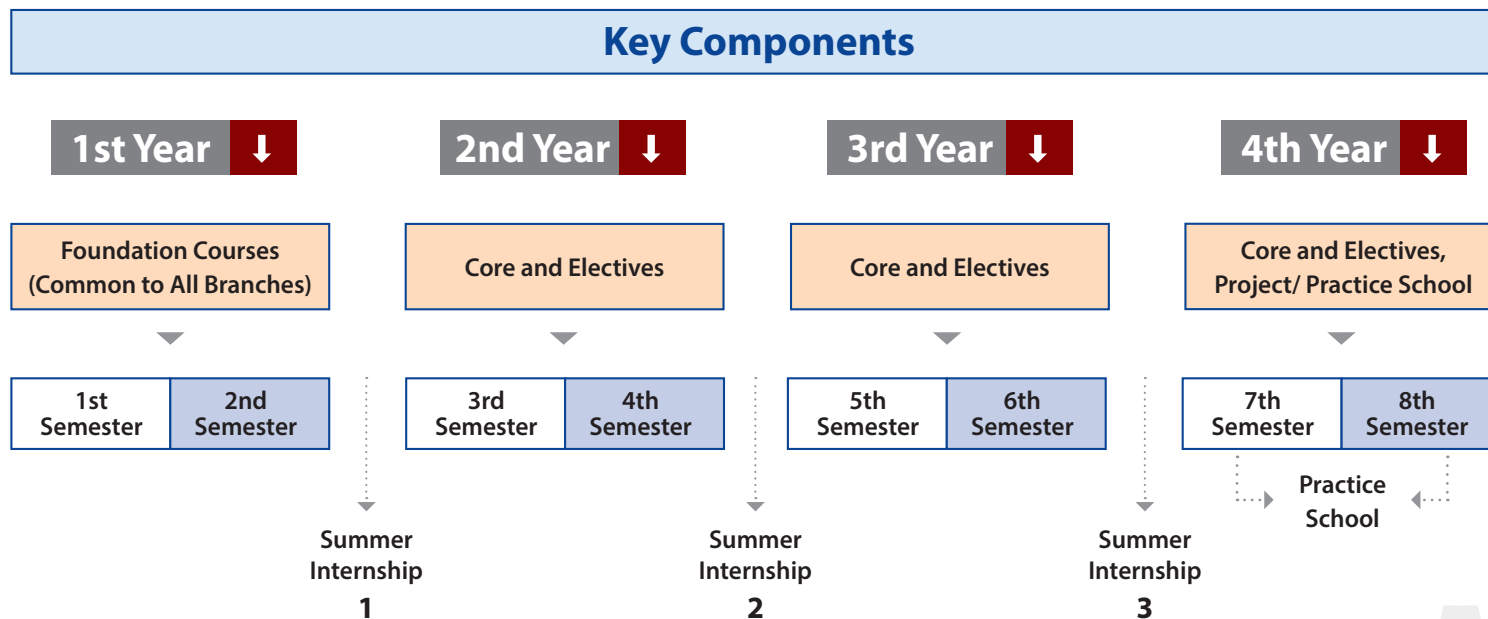 Key Components
1st Year
2nd Year
3rd Year
4th Year
Foundation Courses
(Common to All Branches)
Core and Electives
Core and Electives
Core and Electives,
Project/ Practice School
1st
Semester
2nd
Semester
3rd
Semester
4th
Semester
5th
Semester
6th
Semester
7th
Semester
8th
Semester
Practice
School
Summer
Internship
1
Summer
Internship
2
Summer
Internship
3